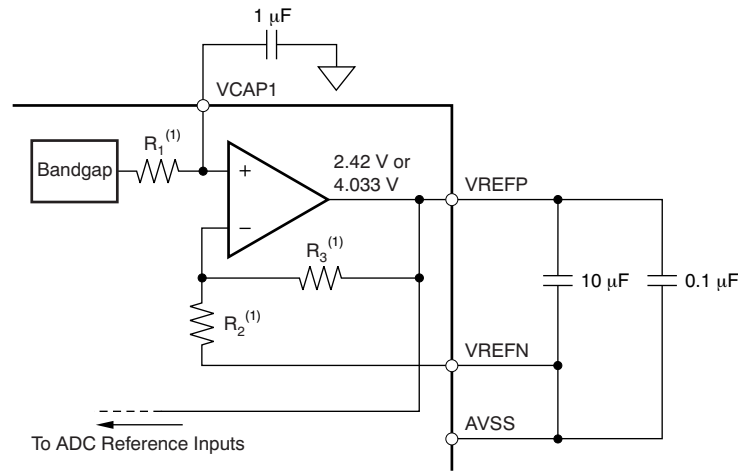 1 μF
VCAP1
R1(1)
Bandgap
+
2.42 V or
4.033 V
VREFP
−
R3(1)
10 μF
0.1 μF
R2(1)
VREFN
To ADC Reference Inputs
AVSS